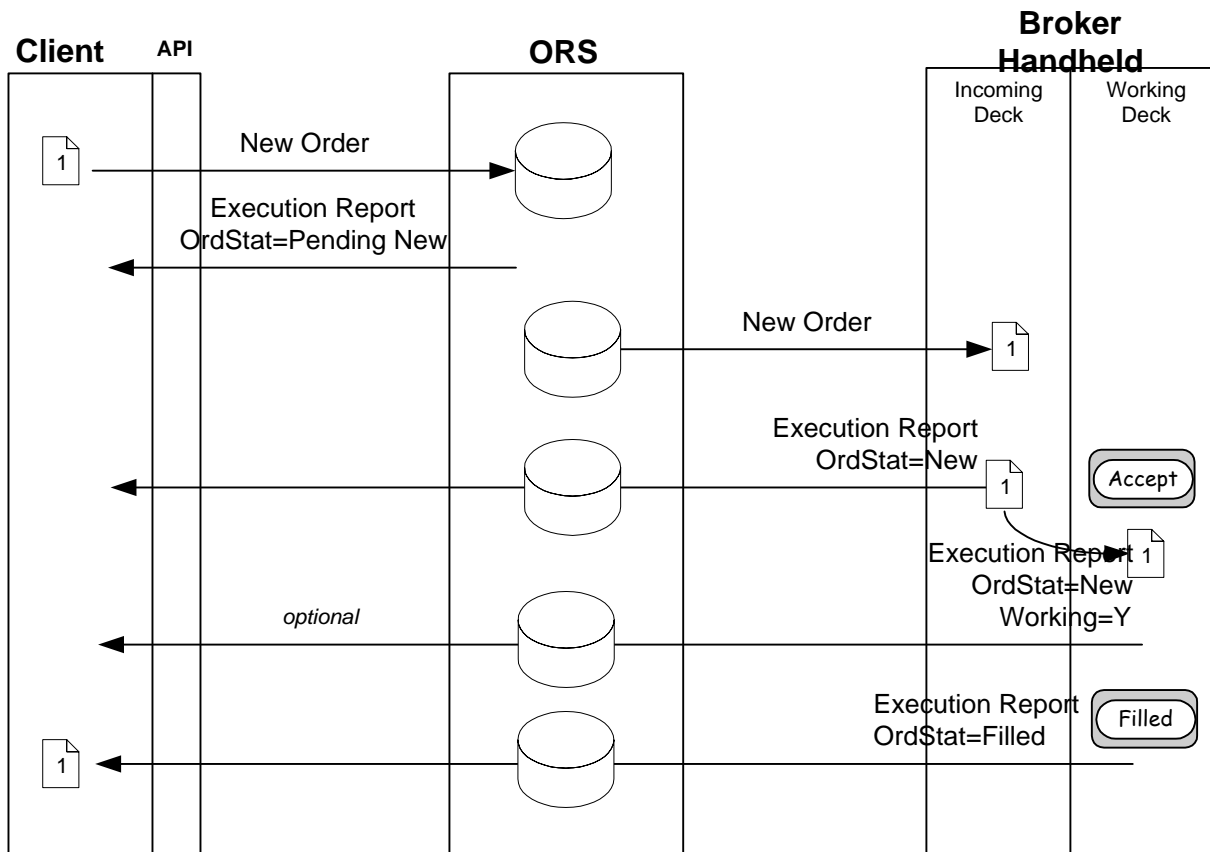 Client
API
ORS
Broker
Handheld
Incoming
Deck
Working
Deck
1
New Order
Execution Report
OrdStat=Pending New
New Order
1
Execution Report
OrdStat=New
1
Accept
Execution Report
OrdStat=New
Working=Y
1
optional
Execution Report
OrdStat=Filled
Filled
1